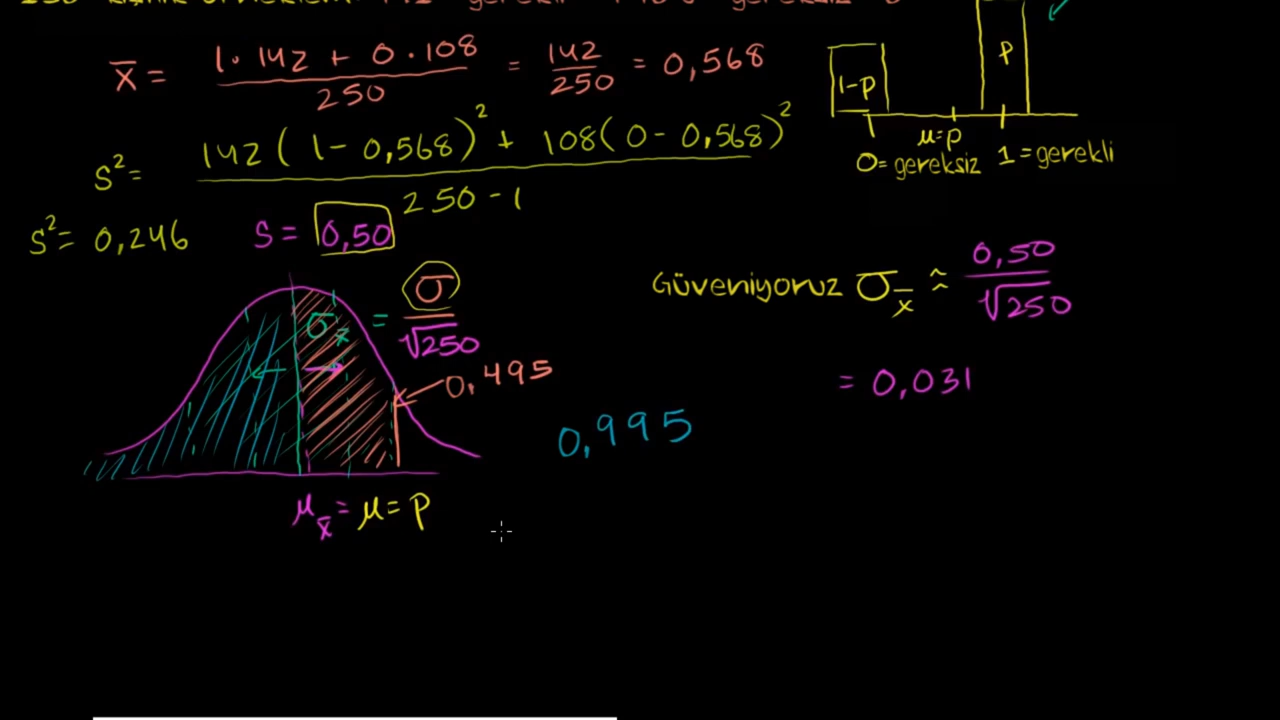 x̄ = (1·142 + 0·108)/250 = 142/250 = 0,568
1-p
p
μ=p
0= gereksiz 1=gerekli
S² = (142(1-0,568)² + 108(0-0,568)²)/(250-1)
S² = 0,246 S = 0,50
σx̄ = σ/√250
Güveniyoruz σx̄ ≈ 0,50/√250
= 0,031
0,495
0,995
μx̄ = μ = p